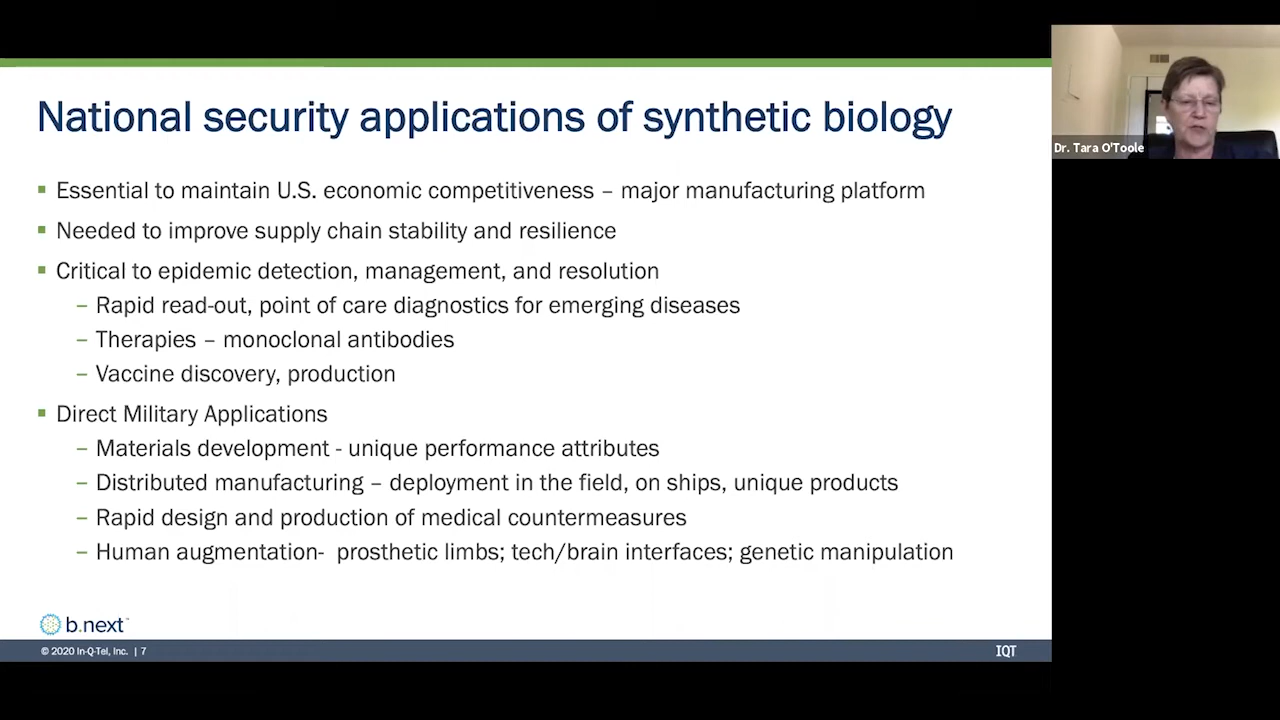 National security applications of synthetic biology
▪ Essential to maintain U.S. economic competitiveness – major manufacturing platform
▪ Needed to improve supply chain stability and resilience
▪ Critical to epidemic detection, management, and resolution
– Rapid read-out, point of care diagnostics for emerging diseases
– Therapies – monoclonal antibodies
– Vaccine discovery, production
▪ Direct Military Applications
– Materials development - unique performance attributes
– Distributed manufacturing – deployment in the field, on ships, unique products
– Rapid design and production of medical countermeasures
– Human augmentation- prosthetic limbs; tech/brain interfaces; genetic manipulation
b.next™
© 2020 In-Q-Tel, Inc. | 7
IQT
Dr. Tara O'Toole